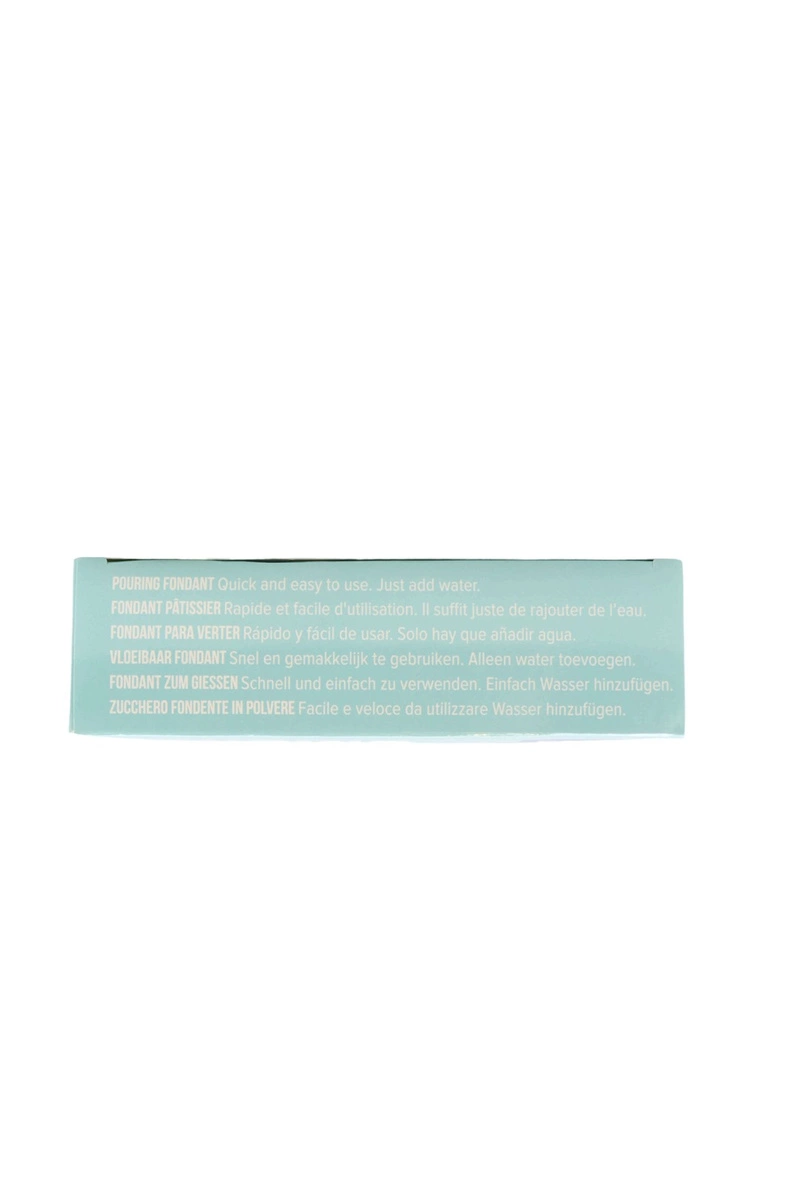 POURING FONDANT Quick and easy to use. Just add water.
FONDANT PÂTISSIER Rapide et facile d'utilisation. Il suffit juste de rajouter de l'eau.
FONDANT PARA VERTER Rápido y fácil de usar. Solo hay que añadir agua.
VLOEIBAAR FONDANT Snel en gemakkelijk te gebruiken. Alleen water toevoegen.
FONDANT ZUM GIESSEN Schnell und einfach zu verwenden. Einfach Wasser hinzufügen.
ZUCCHERO FONDENTE IN POLVERE Facile e veloce da utilizzare Wasser hinzufügen.